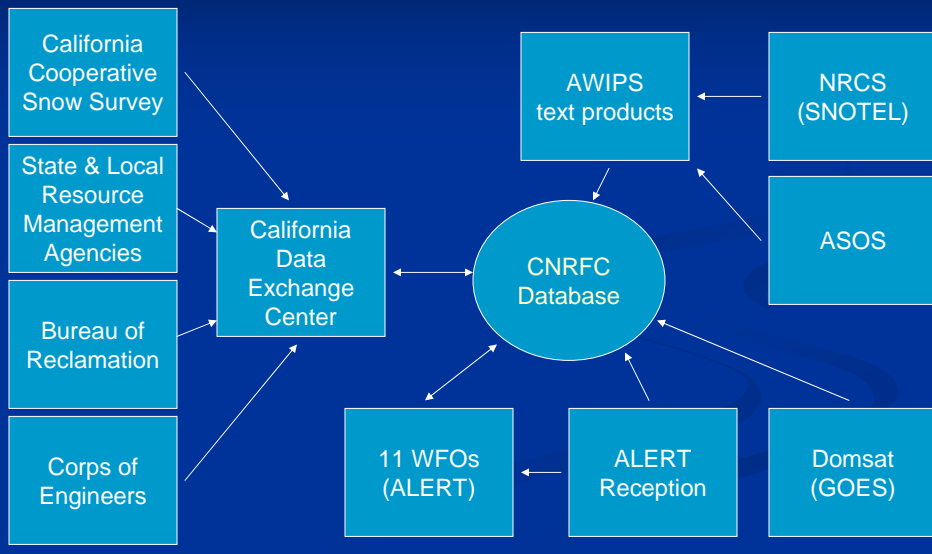 California
Cooperative
Snow Survey
State & Local
Resource
Management
Agencies
Bureau of
Reclamation
Corps of
Engineers
California
Data
Exchange
Center
AWIPS
text products
NRCS
(SNOTEL)
ASOS
CNRFC
Database
11 WFOs
(ALERT)
ALERT
Reception
Domsat
(GOES)